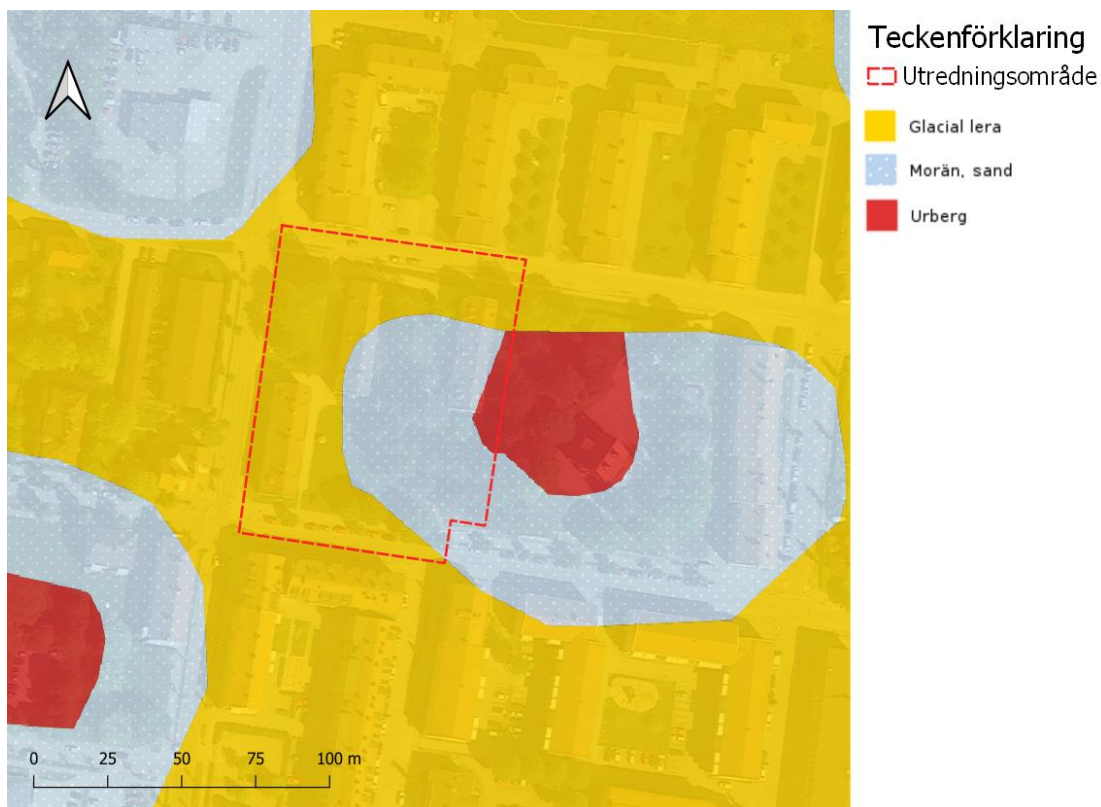 Teckenförklaring
Utredningsområde
Glacial lera
Morän, sand
Urberg
0 25 50 75 100 m